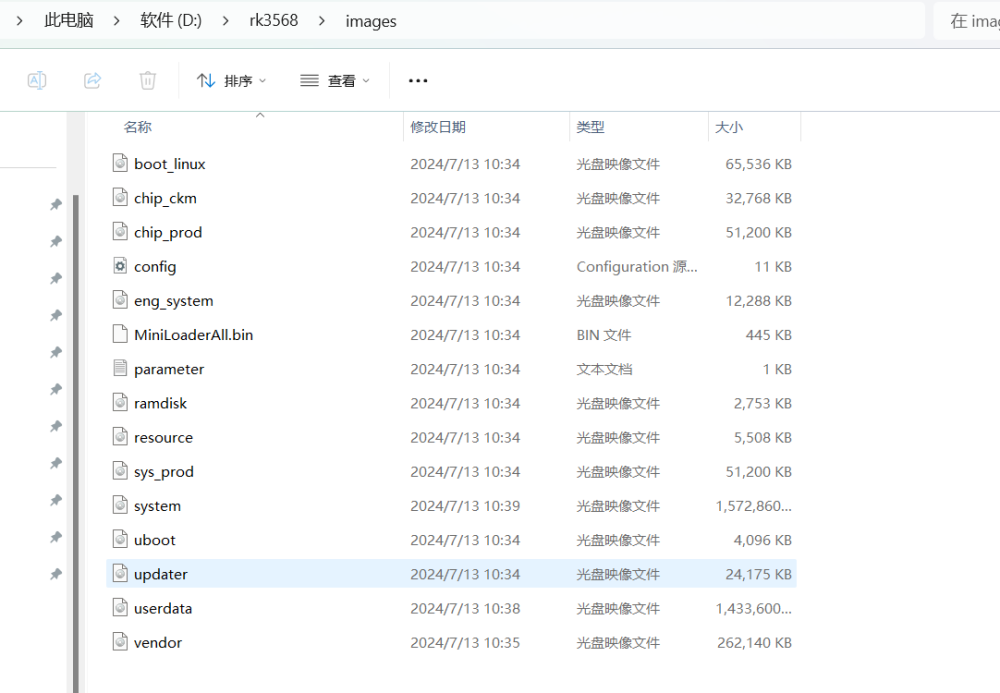 此电脑 软件 (D:) rk3568 images 在 imag
排序 查看
名称 修改日期 类型 大小
boot_linux 2024/7/13 10:34 光盘映像文件 65,536 KB
chip_ckm 2024/7/13 10:34 光盘映像文件 32,768 KB
chip_prod 2024/7/13 10:34 光盘映像文件 51,200 KB
config 2024/7/13 10:34 Configuration 源... 11 KB
eng_system 2024/7/13 10:34 光盘映像文件 12,288 KB
MiniLoaderAll.bin 2024/7/13 10:34 BIN 文件 445 KB
parameter 2024/7/13 10:34 文本文档 1 KB
ramdisk 2024/7/13 10:34 光盘映像文件 2,753 KB
resource 2024/7/13 10:34 光盘映像文件 5,508 KB
sys_prod 2024/7/13 10:34 光盘映像文件 51,200 KB
system 2024/7/13 10:39 光盘映像文件 1,572,860...
uboot 2024/7/13 10:34 光盘映像文件 4,096 KB
updater 2024/7/13 10:34 光盘映像文件 24,175 KB
userdata 2024/7/13 10:38 光盘映像文件 1,433,600...
vendor 2024/7/13 10:35 光盘映像文件 262,140 KB